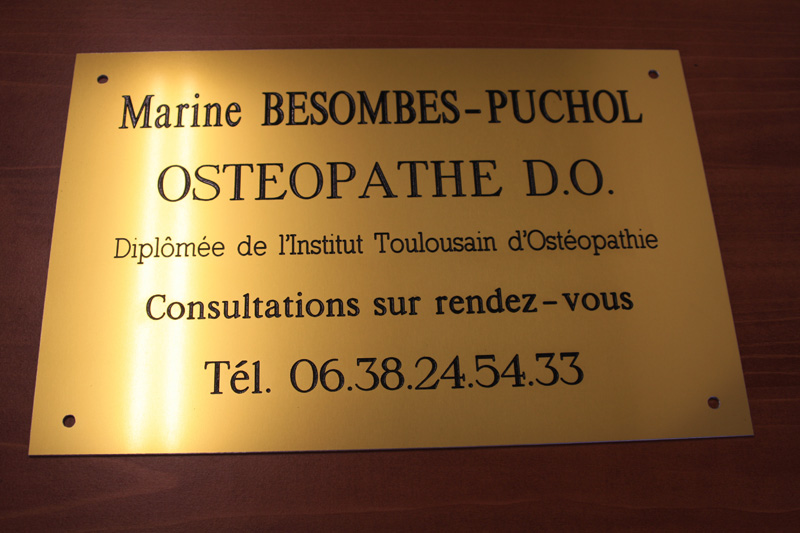 Marine BESOMBES-PUCHOL
OSTEOPATHE D.O.
Diplômée de l'Institut Toulousain d'Ostéopathie
Consultations sur rendez-vous
Tél. 06.38.24.54.33